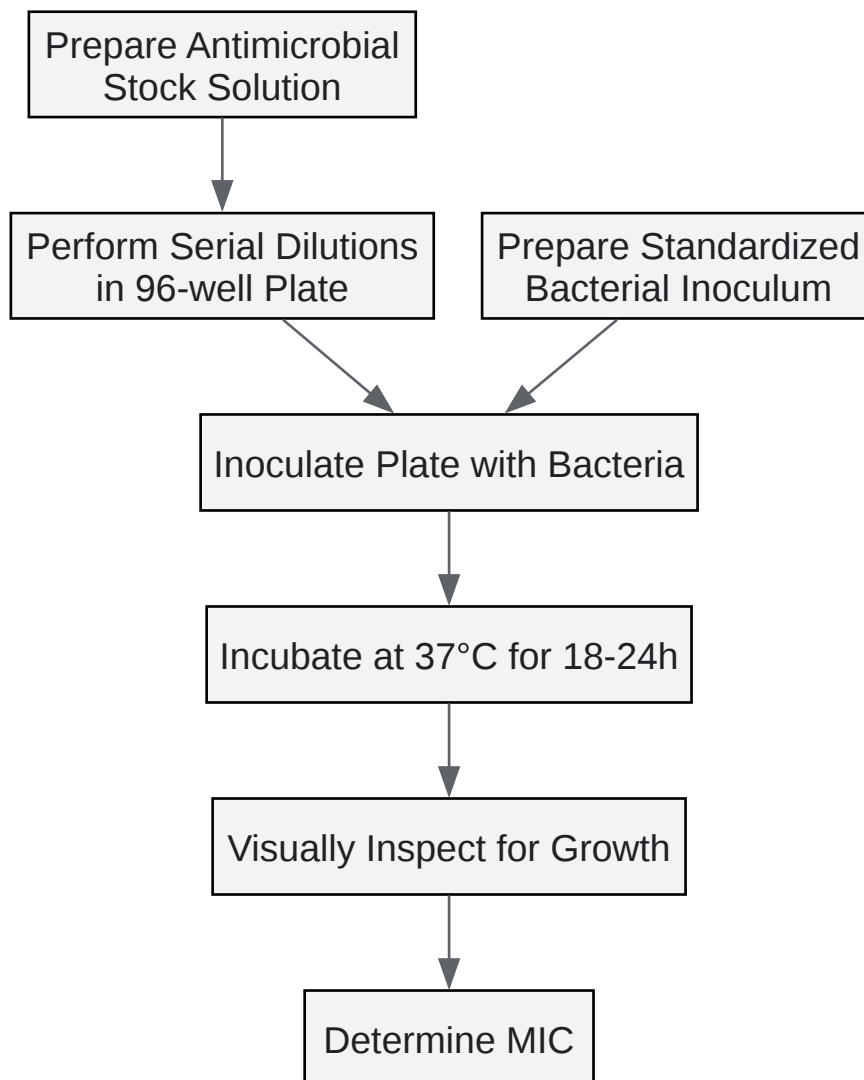 Prepare Antimicrobial
Stock Solution
Perform Serial Dilutions
in 96-well Plate
Prepare Standardized
Bacterial Inoculum
Inoculate Plate with Bacteria
Incubate at 37°C for 18-24h
Visually Inspect for Growth
Determine MIC